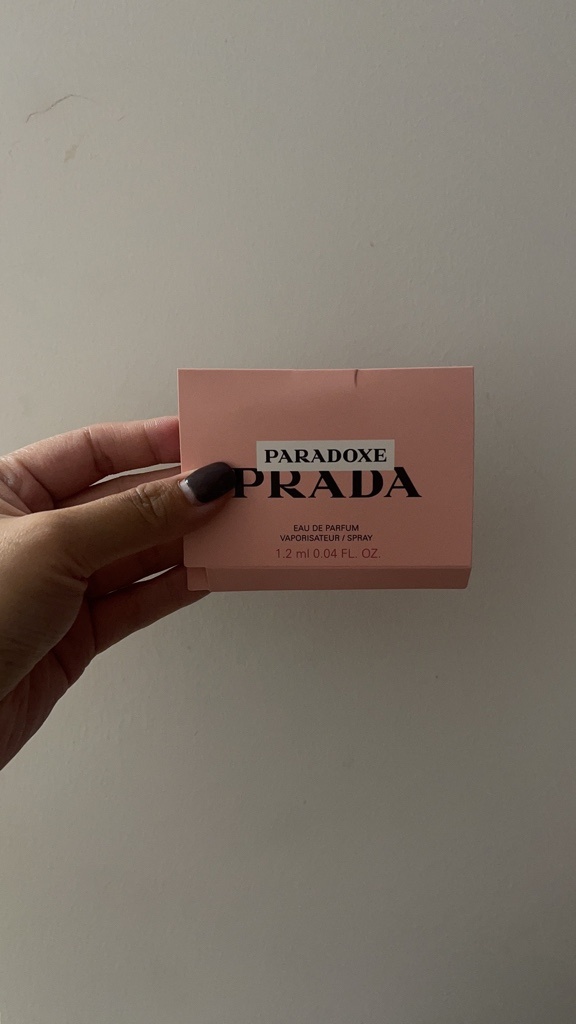 PARADOXE
PRADA
EAU DE PARFUM
VAPORISATEUR / SPRAY
1.2 ml 0.04 FL. OZ.